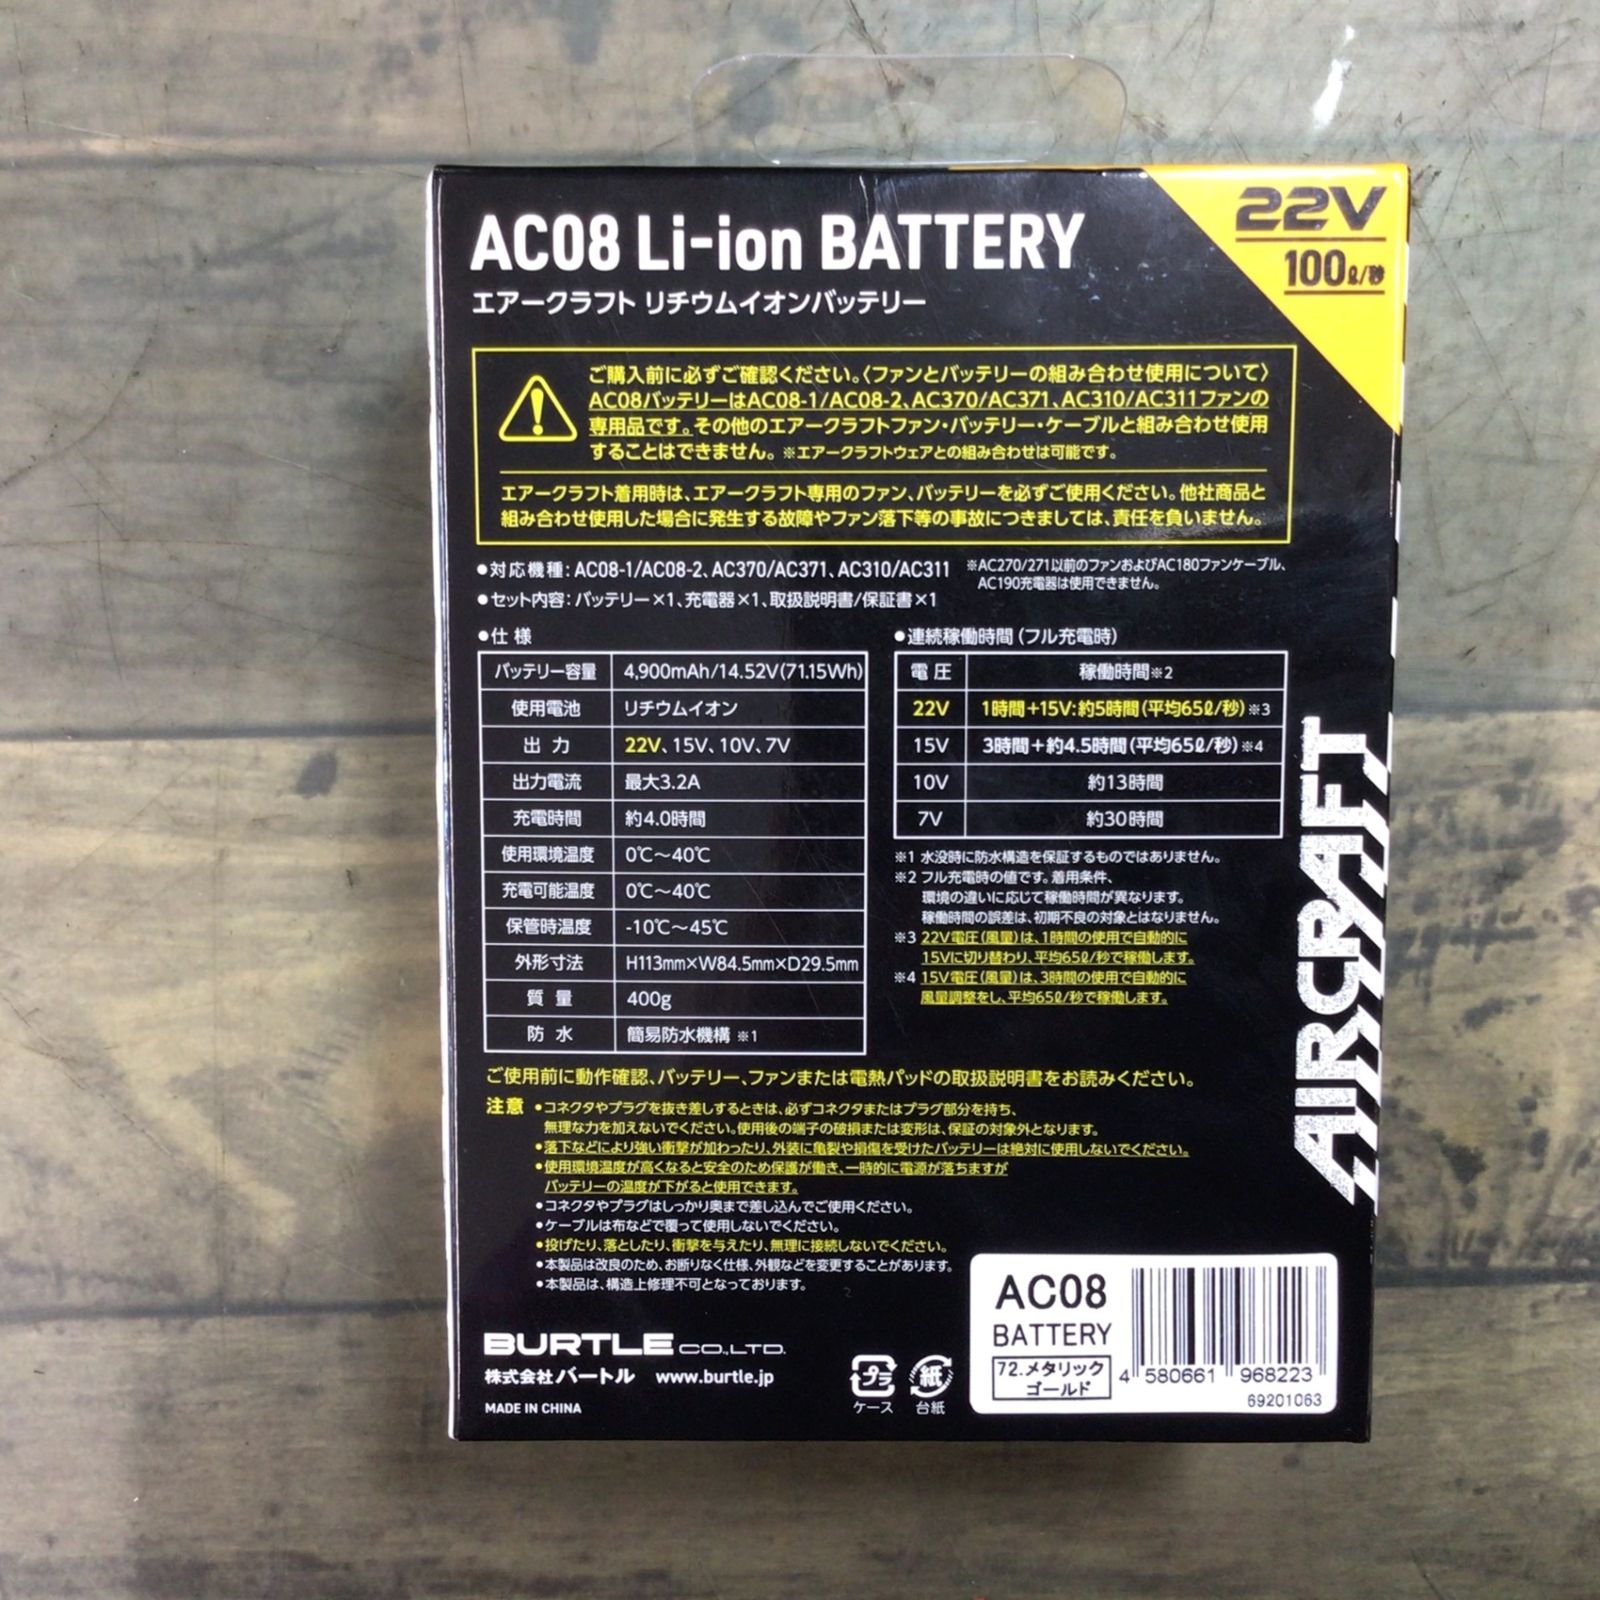 AC08 Li-ion BATTERY
エアークラフト リチウムイオンバッテリー
22V
100ℓ/秒
ご購入前に必ずご確認ください。〈ファンとバッテリーの組み合わせ使用について〉
AC08バッテリーはAC08-1/AC08-2、AC370/AC371、AC310/AC311ファンの
専用品です。その他のエアークラフトファン・バッテリー・ケーブルと組み合わせ使用
することはできません。※エアークラフトウェアとの組み合わせは可能です。
エアークラフト着用時は、エアークラフト専用のファン、バッテリーを必ずご使用ください。他社商品と
組み合わせ使用した場合に発生する故障やファン落下等の事故につきましては、責任を負いません。
●対応機種：AC08-1/AC08-2、AC370/AC371、AC310/AC311
※AC270/271以前のファンおよびAC180ファンケーブル、
AC190充電器は使用できません。
●セット内容：バッテリー×1、充電器×1、取扱説明書/保証書×1
●仕様
バッテリー容量 4,900mAh/14.52V(71.15Wh)
使用電池 リチウムイオン
出力 22V、15V、10V、7V
出力電流 最大3.2A
充電時間 約4.0時間
使用環境温度 0℃～40℃
充電可能温度 0℃～40℃
保管時温度 -10℃～45℃
外形寸法 H113mm×W84.5mm×D29.5mm
質量 400g
防水 簡易防水機構 ※1
●連続稼働時間（フル充電時）
電圧 稼働時間※2
22V 1時間＋15V：約5時間（平均65ℓ/秒）※3
15V 3時間＋約4.5時間（平均65ℓ/秒）※4
10V 約13時間
7V 約30時間
※1 水没時に防水構造を保証するものではありません。
※2 フル充電時の値です。着用条件、
環境の違いに応じて稼働時間が異なります。
稼働時間の誤差は、初期不良の対象とはなりません。
※3 22V電圧（風量）は、1時間の使用で自動的に
15Vに切り替わり、平均65ℓ/秒で稼働します。
※4 15V電圧（風量）は、3時間の使用で自動的に
風量調整をし、平均65ℓ/秒で稼働します。
AIRCRAFT
ご使用前に動作確認、バッテリー、ファンまたは電熱パッドの取扱説明書をお読みください。
注意 ●コネクタやプラグを抜き差しするときは、必ずコネクタまたはプラグ部分を持ち、
無理な力を加えないでください。使用後の端子の破損または変形は、保証の対象外となります。
●落下などにより強い衝撃が加わったり、外装に亀裂や損傷を受けたバッテリーは絶対に使用しないでください。
●使用環境温度が高くなると安全のため保護が働き、一時的に電源が落ちますが
バッテリーの温度が下がると使用できます。
●コネクタやプラグはしっかり奥まで差し込んでご使用ください。
●ケーブルは布などで覆って使用しないでください。
●投げたり、落としたり、衝撃を与えたり、無理に接続しないでください。
●本製品は改良のため、お断りなく仕様、外観などを変更することがあります。
●本製品は、構造上修理不可となっております。
BURTLE CO.,LTD.
株式会社バートル www.burtle.jp
MADE IN CHINA
プラ
ケース
紙
台紙
AC08
BATTERY
72.メタリック
ゴールド
4 580661 968223
69201063